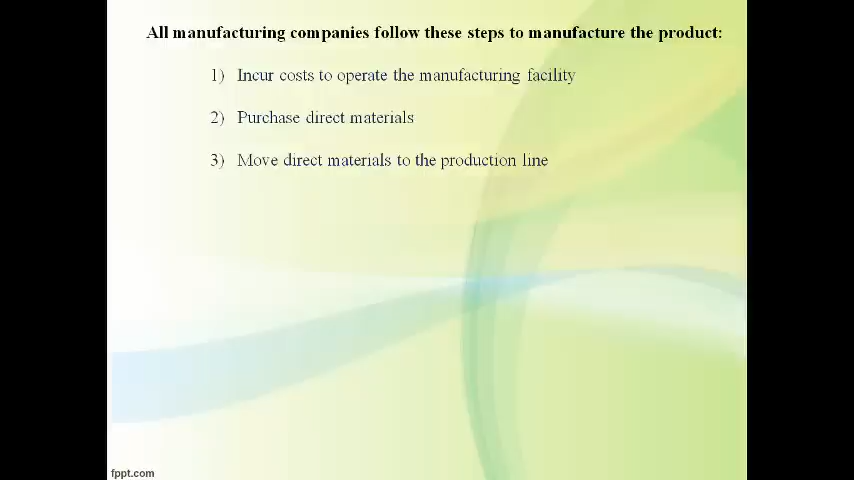 All manufacturing companies follow these steps to manufacture the product:
1) Incur costs to operate the manufacturing facility
2) Purchase direct materials
3) Move direct materials to the production line
fppt.com